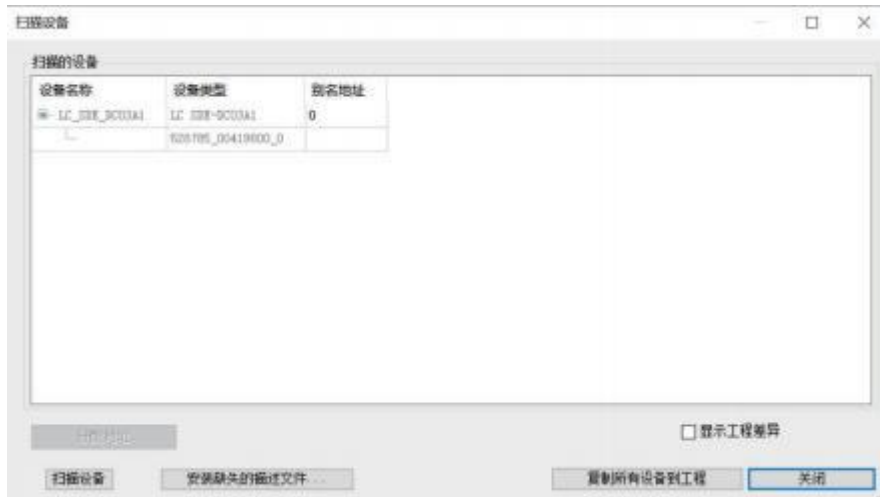 扫描设备
扫描的设备
设备名称 设备类型 别名地址
0
显示工程差异
扫描设备 安装缺失的描述文件... 复制所有设备到工程 关闭